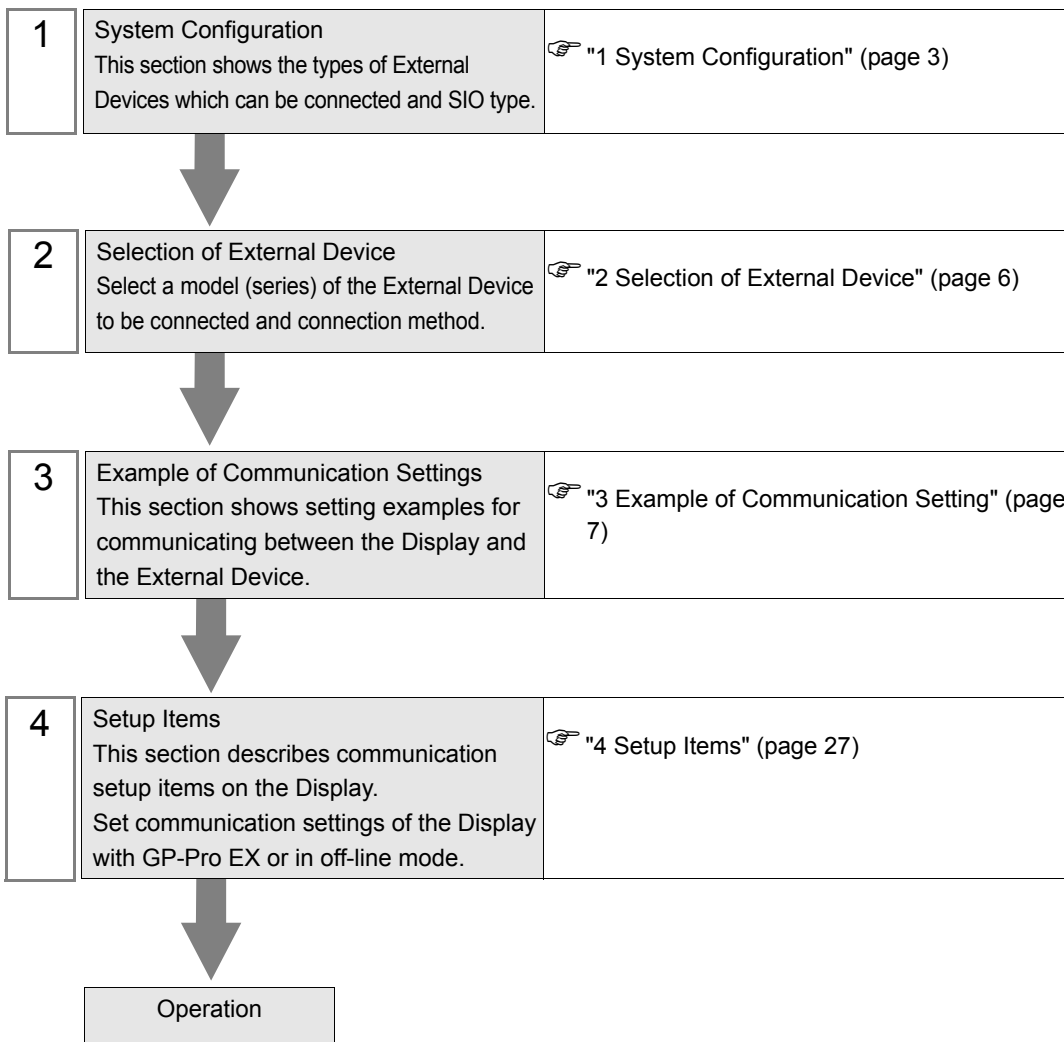 1
System Configuration
This section shows the types of External
Devices which can be connected and SIO type.
"1 System Configuration" (page 3)
2
Selection of External Device
Select a model (series) of the External Device
to be connected and connection method.
"2 Selection of External Device" (page 6)
3
Example of Communication Settings
This section shows setting examples for
communicating between the Display and
the External Device.
"3 Example of Communication Setting" (page
7)
4
Setup Items
This section describes communication
setup items on the Display.
Set communication settings of the Display
with GP-Pro EX or in off-line mode.
"4 Setup Items" (page 27)
Operation